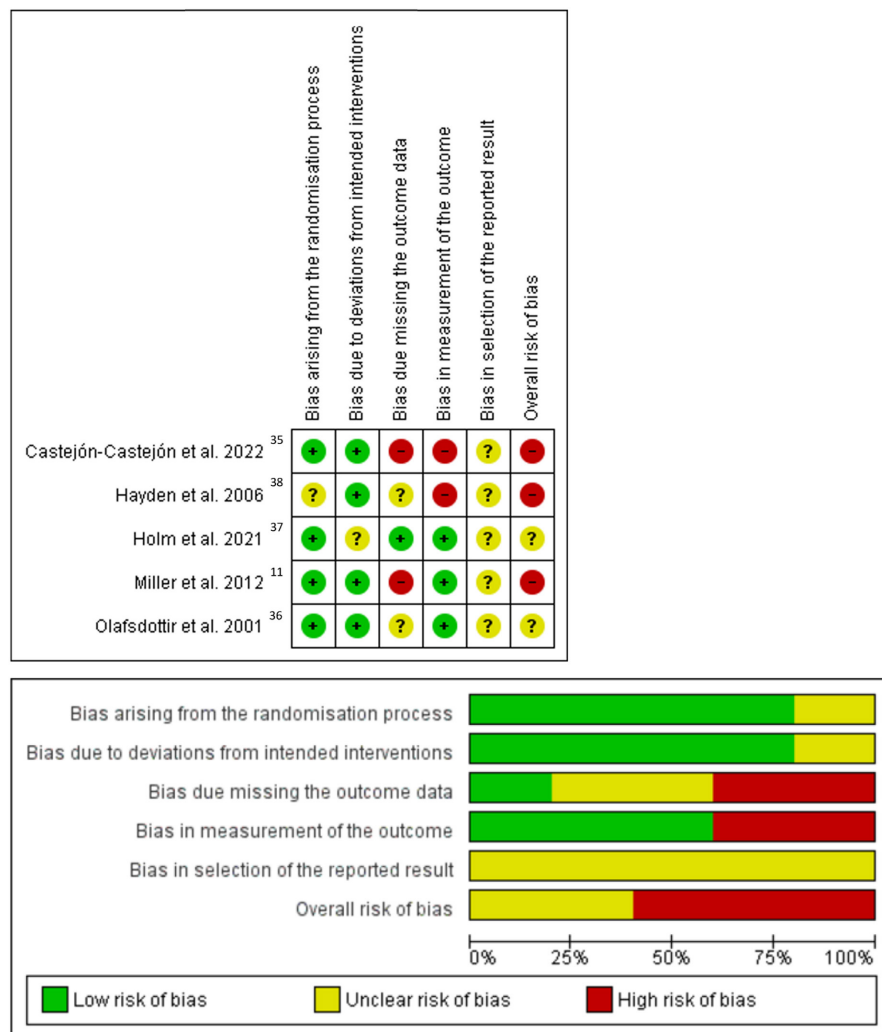 Bias arising from the randomisation process
Bias due to deviations from intended interventions
Bias due missing the outcome data
Bias in measurement of the outcome
Bias in selection of the reported result
Overall risk of bias
Castejón-Castejón et al. 2022 35 + + - - ? -
Hayden et al. 2006 38 ? + ? - ? -
Holm et al. 2021 37 + ? + + ? ?
Miller et al. 2012 11 + + - + ? -
Olafsdottir et al. 2001 36 + + ? + ? ?
Bias arising from the randomisation process
Bias due to deviations from intended interventions
Bias due missing the outcome data
Bias in measurement of the outcome
Bias in selection of the reported result
Overall risk of bias
0% 25% 50% 75% 100%
Low risk of bias Unclear risk of bias High risk of bias